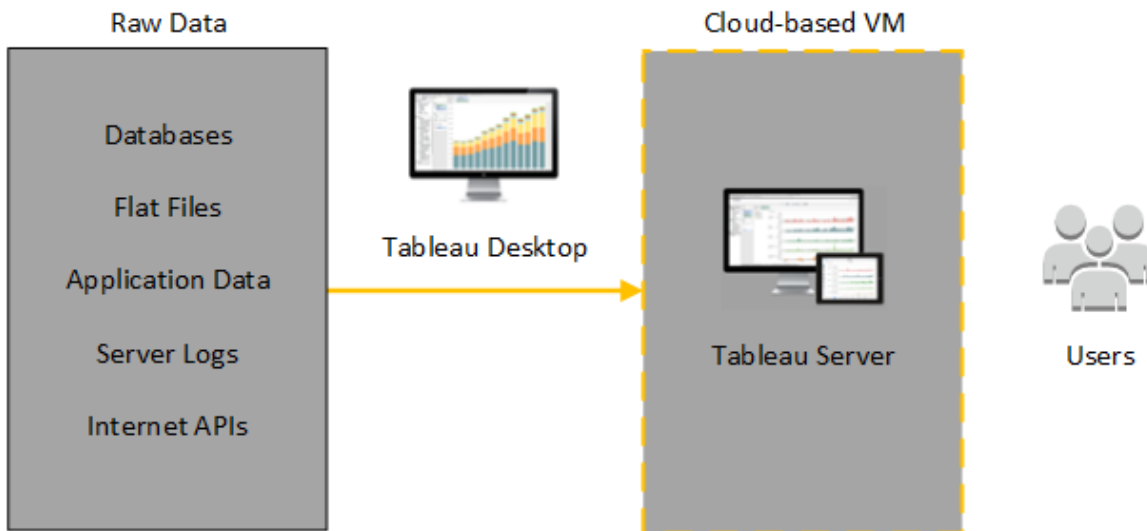 Raw Data
Cloud-based VM
Databases
Flat Files
Application Data
Server Logs
Internet APIs
Tableau Desktop
Tableau Server
Users